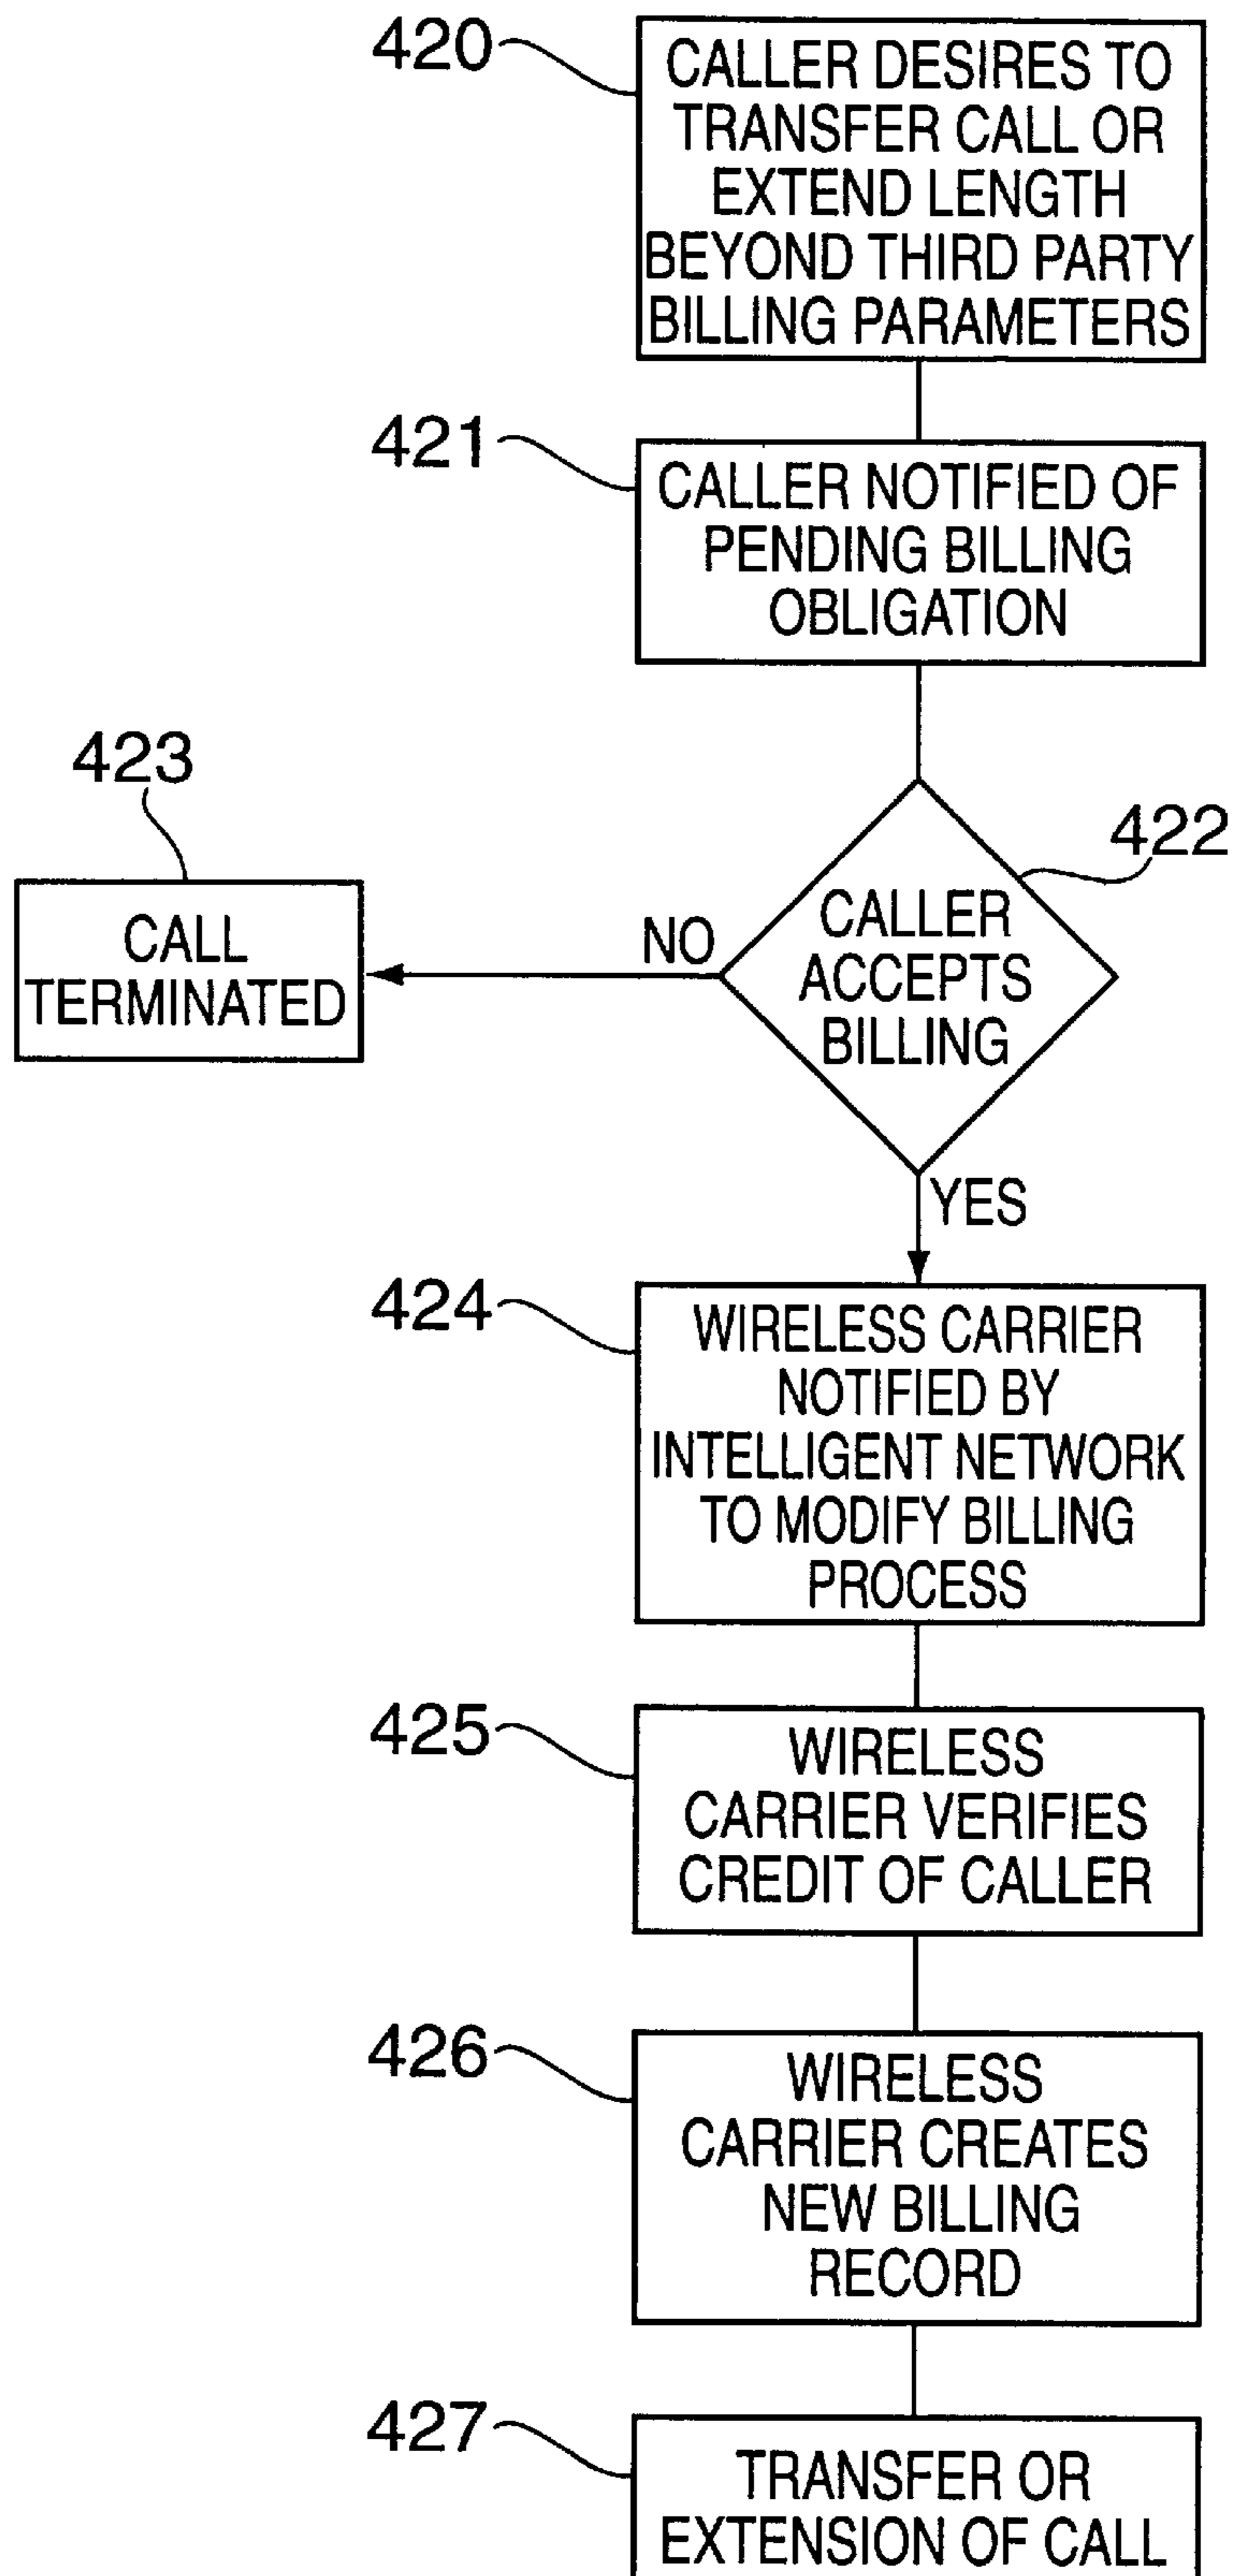 420
CALLER DESIRES TO
TRANSFER CALL OR
EXTEND LENGTH
BEYOND THIRD PARTY
BILLING PARAMETERS
421
CALLER NOTIFIED OF
PENDING BILLING
OBLIGATION
423
CALL
TERMINATED
NO
422
CALLER
ACCEPTS
BILLING
YES
424
WIRELESS CARRIER
NOTIFIED BY
INTELLIGENT NETWORK
TO MODIFY BILLING
PROCESS
425
WIRELESS
CARRIER VERIFIES
CREDIT OF CALLER
426
WIRELESS
CARRIER CREATES
NEW BILLING
RECORD
427
TRANSFER OR
EXTENSION OF CALL